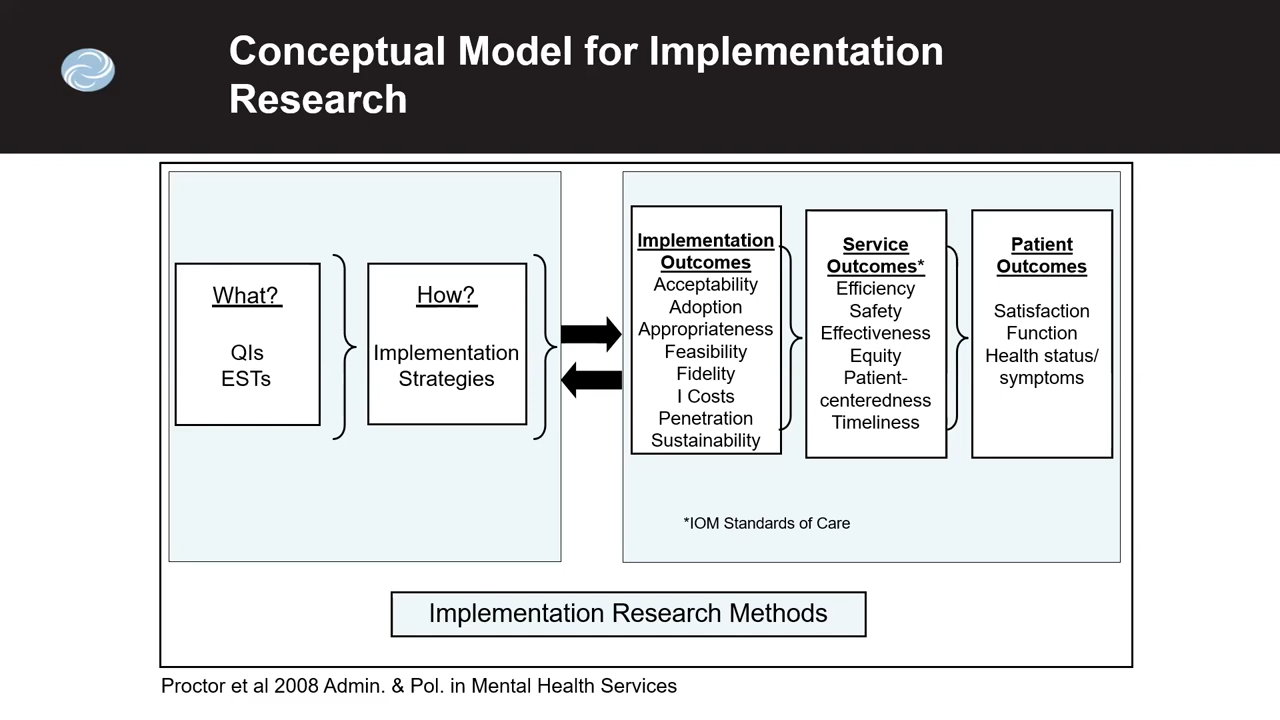 Conceptual Model for Implementation
Research
What?
QIs
ESTs
How?
Implementation
Strategies
Implementation
Outcomes
Acceptability
Adoption
Appropriateness
Feasibility
Fidelity
I Costs
Penetration
Sustainability
Service
Outcomes*
Efficiency
Safety
Effectiveness
Equity
Patient-
centeredness
Timeliness
Patient
Outcomes
Satisfaction
Function
Health status/
symptoms
*IOM Standards of Care
Implementation Research Methods
Proctor et al 2008 Admin. & Pol. in Mental Health Services